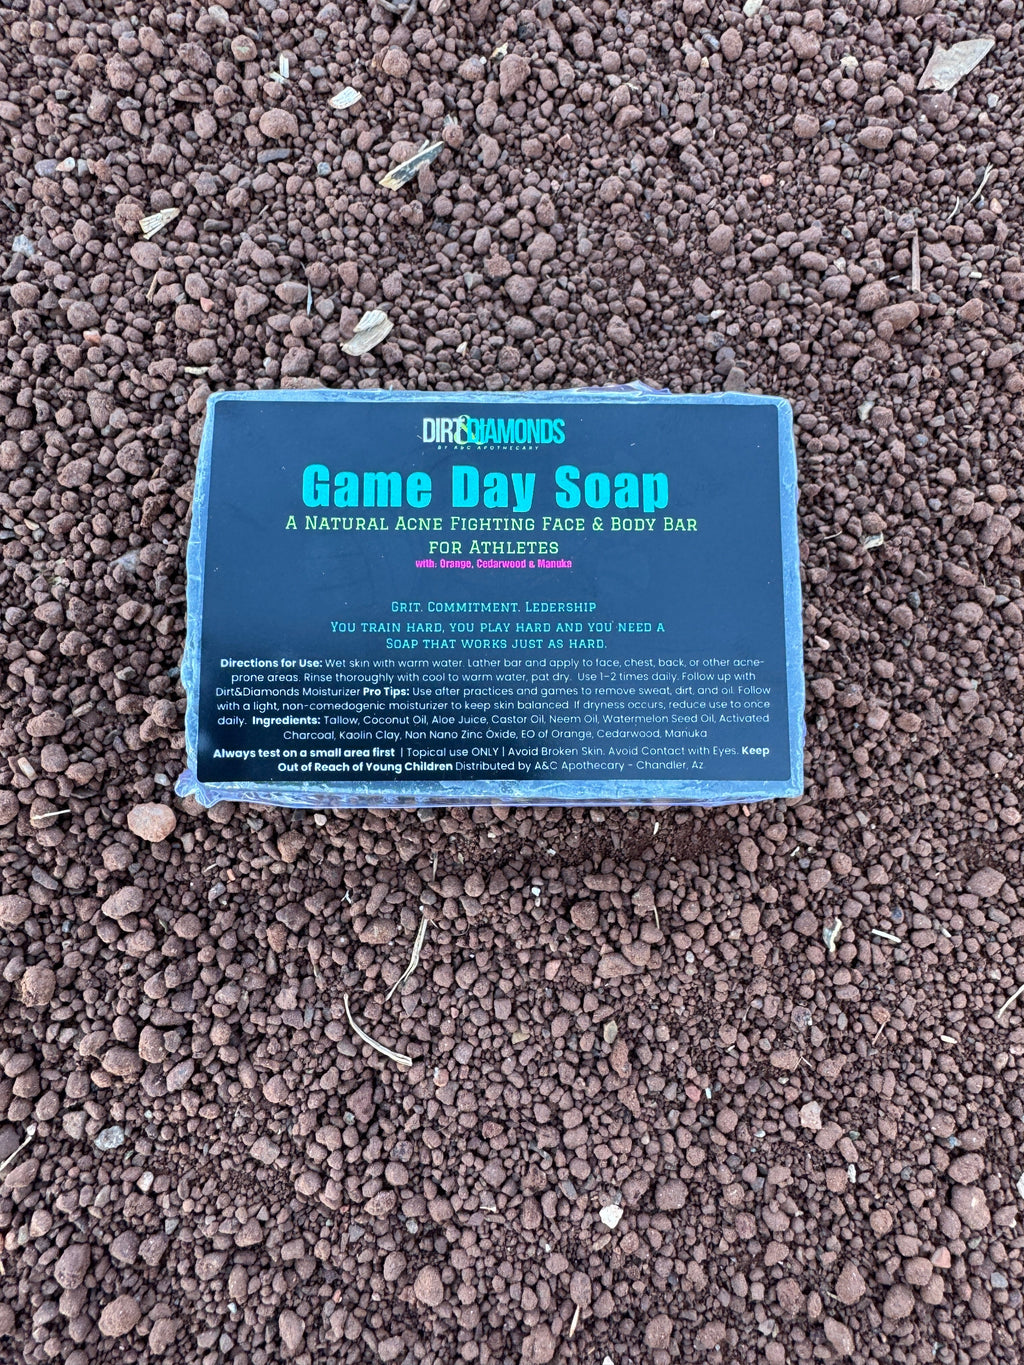 DIRT&DIAMONDS
BY A&C APOTHECARY
Game Day Soap
A Natural Acne Fighting Face & Body Bar
for Athletes
with: Orange, Cedarwood & Manuka
Grit. Commitment. Ledership
You train hard, you play hard and you need a
Soap that works just as hard.
Directions for Use: Wet skin with warm water. Lather bar and apply to face, chest, back, or other acne-
prone areas. Rinse thoroughly with cool to warm water, pat dry. Use 1–2 times daily. Follow up with
Dirt&Diamonds Moisturizer Pro Tips: Use after practices and games to remove sweat, dirt, and oil. Follow
with a light, non-comedogenic moisturizer to keep skin balanced. If dryness occurs, reduce use to once
daily. Ingredients: Tallow, Coconut Oil, Aloe Juice, Castor Oil, Neem Oil, Watermelon Seed Oil, Activated
Charcoal, Kaolin Clay, Non Nano Zinc Oxide, EO of Orange, Cedarwood, Manuka
Always test on a small area first | Topical use ONLY | Avoid Broken Skin. Avoid Contact with Eyes. Keep
Out of Reach of Young Children Distributed by A&C Apothecary - Chandler, Az.